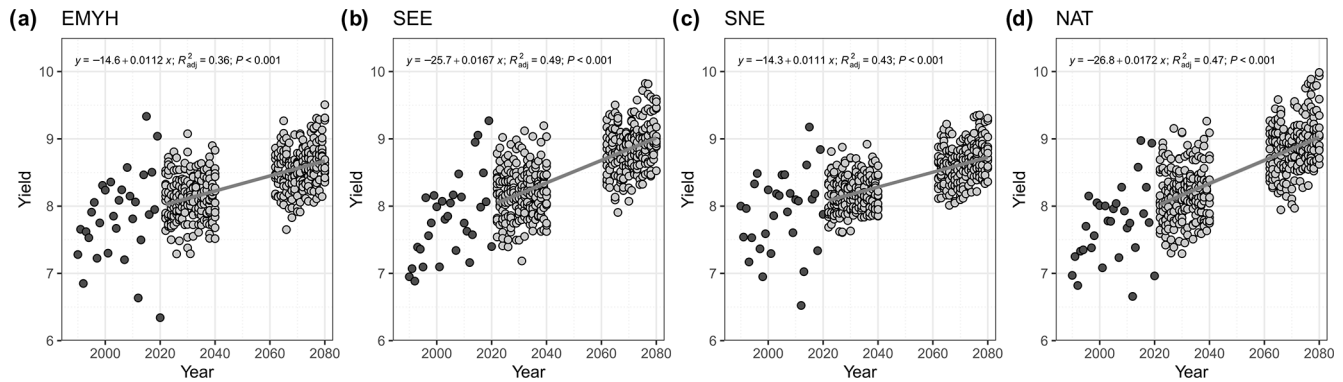 (a) EMYH
y = −14.6 + 0.0112 x; R²adj = 0.36; P < 0.001
Yield
10
9
8
7
6
2000 2020 2040 2060 2080
Year
(b) SEE
y = −25.7 + 0.0167 x; R²adj = 0.49; P < 0.001
Yield
10
9
8
7
6
2000 2020 2040 2060 2080
Year
(c) SNE
y = −14.3 + 0.0111 x; R²adj = 0.43; P < 0.001
Yield
10
9
8
7
6
2000 2020 2040 2060 2080
Year
(d) NAT
y = −26.8 + 0.0172 x; R²adj = 0.47; P < 0.001
Yield
10
9
8
7
6
2000 2020 2040 2060 2080
Year